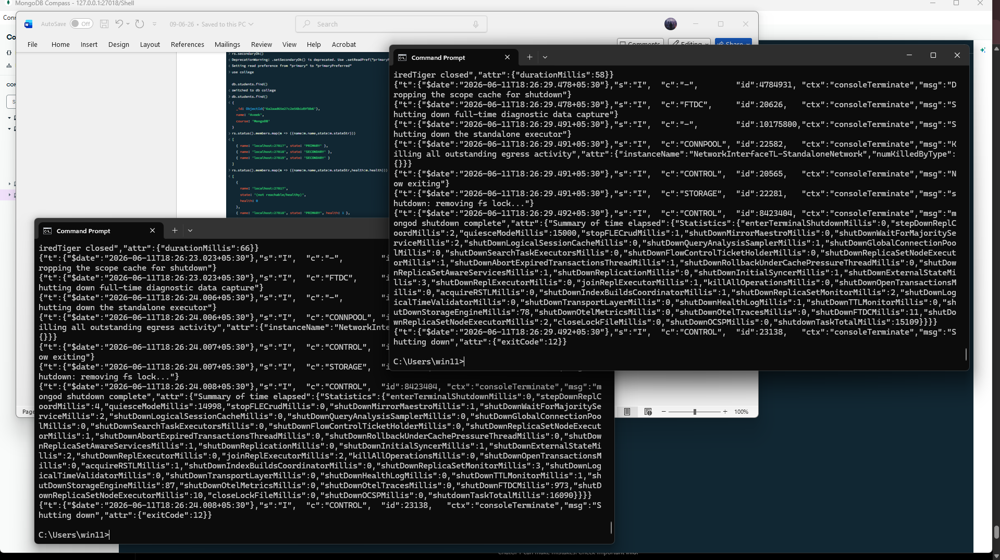 MongoDB Compass - 127.0.0.1:27018/Shell
Conn
Co
{}
CON
S
AutoSave Off
09-06-26 • Saved to this PC
Search
File Home Insert Design Layout References Mailings Review View Help Acrobat
Comments Editing Share
> rs.secondaryOk()
< DeprecationWarning: .setSecondaryOk() is deprecated. Use .setReadPref("primaryP
< Setting read preference from "primary" to "primaryPreferred"
> use college
db.students.find()
< switched to db college
> db.students.find()
< {
_id: ObjectId('6a2aad65e27c2e56b1d9f8b6'),
name: 'Aveek',
course: 'MongoDB'
}
> rs.status().members.map(m => ({name:m.name,state:m.stateStr}))
< [
{ name: 'localhost:27017', state: 'PRIMARY' },
{ name: 'localhost:27018', state: 'SECONDARY' },
{ name: 'localhost:27019', state: 'SECONDARY' }
]
> rs.status().members.map(m => ({name:m.name,state:m.stateStr,health:m.health}))
< [
{
name: 'localhost:27017',
state: '(not reachable/healthy)',
health: 0
},
{ name: 'localhost:27018', state: 'PRIMARY', health: 1 },
Page
100%
Command Prompt
iredTiger closed","attr":{"durationMillis":58}}
{"t":{"$date":"2026-06-11T18:26:29.478+05:30"},"s":"I",  "c":"-",        "id":4784931, "ctx":"consoleTerminate","msg":"D
ropping the scope cache for shutdown"}
{"t":{"$date":"2026-06-11T18:26:29.478+05:30"},"s":"I",  "c":"FTDC",     "id":20626,   "ctx":"consoleTerminate","msg":"S
hutting down full-time diagnostic data capture"}
{"t":{"$date":"2026-06-11T18:26:29.491+05:30"},"s":"I",  "c":"-",        "id":10175800,"ctx":"consoleTerminate","msg":"S
hutting down the standalone executor"}
{"t":{"$date":"2026-06-11T18:26:29.491+05:30"},"s":"I",  "c":"CONNPOOL", "id":22582,   "ctx":"consoleTerminate","msg":"K
illing all outstanding egress activity","attr":{"instanceName":"NetworkInterfaceTL-StandaloneNetwork","numKilledByType":
{}}}
{"t":{"$date":"2026-06-11T18:26:29.491+05:30"},"s":"I",  "c":"CONTROL",  "id":20565,   "ctx":"consoleTerminate","msg":"N
ow exiting"}
{"t":{"$date":"2026-06-11T18:26:29.491+05:30"},"s":"I",  "c":"STORAGE",  "id":22281,   "ctx":"consoleTerminate","msg":"s
hutdown: removing fs lock..."}
{"t":{"$date":"2026-06-11T18:26:29.492+05:30"},"s":"I",  "c":"CONTROL",  "id":8423404, "ctx":"consoleTerminate","msg":"m
ongod shutdown complete","attr":{"Summary of time elapsed":{"Statistics":{"enterTerminalShutdownMillis":0,"stepDownReplC
oordMillis":2,"quiesceModeMillis":15000,"stopFLECrudMillis":1,"shutDownMirrorMaestroMillis":1,"shutDownWaitForMajoritySe
rviceMillis":2,"shutDownLogicalSessionCacheMillis":0,"shutDownQueryAnalysisSamplerMillis":1,"shutDownGlobalConnectionPoo
lMillis":0,"shutDownSearchTaskExecutorsMillis":0,"shutDownFlowControlTicketHolderMillis":0,"shutDownReplicaSetNodeExecut
orMillis":1,"shutDownAbortExpiredTransactionsThreadMillis":1,"shutDownRollbackUnderCachePressureThreadMillis":0,"shutDow
nReplicaSetAwareServicesMillis":1,"shutDownReplicationMillis":0,"shutDownInitialSyncerMillis":1,"shutDownExternalStateMi
llis":3,"shutDownReplExecutorMillis":0,"joinReplExecutorMillis":1,"killAllOperationsMillis":0,"shutDownOpenTransactionsM
illis":0,"acquireRSTLMillis":0,"shutDownIndexBuildsCoordinatorMillis":1,"shutDownReplicaSetMonitorMillis":2,"shutDownLog
icalTimeValidatorMillis":0,"shutDownTransportLayerMillis":0,"shutDownHealthLogMillis":1,"shutDownTTLMonitorMillis":0,"sh
utDownStorageEngineMillis":78,"shutDownOtelMetricsMillis":0,"shutDownOtelTracesMillis":0,"shutDownFTDCMillis":11,"shutDo
wnReplicaSetNodeExecutorMillis":2,"closeLockFileMillis":0,"shutDownOCSPMillis":0,"shutdownTaskTotalMillis":15109}}}}
{"t":{"$date":"2026-06-11T18:26:29.492+05:30"},"s":"I",  "c":"CONTROL",  "id":23138,   "ctx":"consoleTerminate","msg":"S
hutting down","attr":{"exitCode":12}}
C:\Users\win11>
Command Prompt
iredTiger closed","attr":{"durationMillis":66}}
{"t":{"$date":"2026-06-11T18:26:23.023+05:30"},"s":"I",  "c":"-",        "i
ropping the scope cache for shutdown"}
{"t":{"$date":"2026-06-11T18:26:23.023+05:30"},"s":"I",  "c":"FTDC",     "i
hutting down full-time diagnostic data capture"}
{"t":{"$date":"2026-06-11T18:26:24.006+05:30"},"s":"I",  "c":"-",        "i
hutting down the standalone executor"}
{"t":{"$date":"2026-06-11T18:26:24.006+05:30"},"s":"I",  "c":"CONNPOOL", "i
illing all outstanding egress activity","attr":{"instanceName":"NetworkInte
{}}}
{"t":{"$date":"2026-06-11T18:26:24.007+05:30"},"s":"I",  "c":"CONTROL",  "i
ow exiting"}
{"t":{"$date":"2026-06-11T18:26:24.007+05:30"},"s":"I",  "c":"STORAGE",  "i
hutdown: removing fs lock..."}
{"t":{"$date":"2026-06-11T18:26:24.008+05:30"},"s":"I",  "c":"CONTROL",  "id":8423404, "ctx":"consoleTerminate","msg":"m
ongod shutdown complete","attr":{"Summary of time elapsed":{"Statistics":{"enterTerminalShutdownMillis":0,"stepDownReplC
oordMillis":4,"quiesceModeMillis":14998,"stopFLECrudMillis":0,"shutDownMirrorMaestroMillis":1,"shutDownWaitForMajoritySe
rviceMillis":2,"shutDownLogicalSessionCacheMillis":0,"shutDownQueryAnalysisSamplerMillis":0,"shutDownGlobalConnectionPoo
lMillis":0,"shutDownSearchTaskExecutorsMillis":0,"shutDownFlowControlTicketHolderMillis":0,"shutDownReplicaSetNodeExecut
orMillis":1,"shutDownAbortExpiredTransactionsThreadMillis":0,"shutDownRollbackUnderCachePressureThreadMillis":0,"shutDow
nReplicaSetAwareServicesMillis":1,"shutDownReplicationMillis":0,"shutDownInitialSyncerMillis":1,"shutDownExternalStateMi
llis":2,"shutDownReplExecutorMillis":0,"joinReplExecutorMillis":2,"killAllOperationsMillis":0,"shutDownOpenTransactionsM
illis":0,"acquireRSTLMillis":1,"shutDownIndexBuildsCoordinatorMillis":0,"shutDownReplicaSetMonitorMillis":3,"shutDownLog
icalTimeValidatorMillis":0,"shutDownTransportLayerMillis":0,"shutDownHealthLogMillis":0,"shutDownTTLMonitorMillis":1,"sh
utDownStorageEngineMillis":87,"shutDownOtelMetricsMillis":0,"shutDownOtelTracesMillis":0,"shutDownFTDCMillis":973,"shutD
ownReplicaSetNodeExecutorMillis":10,"closeLockFileMillis":0,"shutDownOCSPMillis":0,"shutdownTaskTotalMillis":16090}}}}
{"t":{"$date":"2026-06-11T18:26:24.008+05:30"},"s":"I",  "c":"CONTROL",  "id":23138,   "ctx":"consoleTerminate","msg":"S
hutting down","attr":{"exitCode":12}}
C:\Users\win11>
ChatGPT can make mistakes. Check important info.